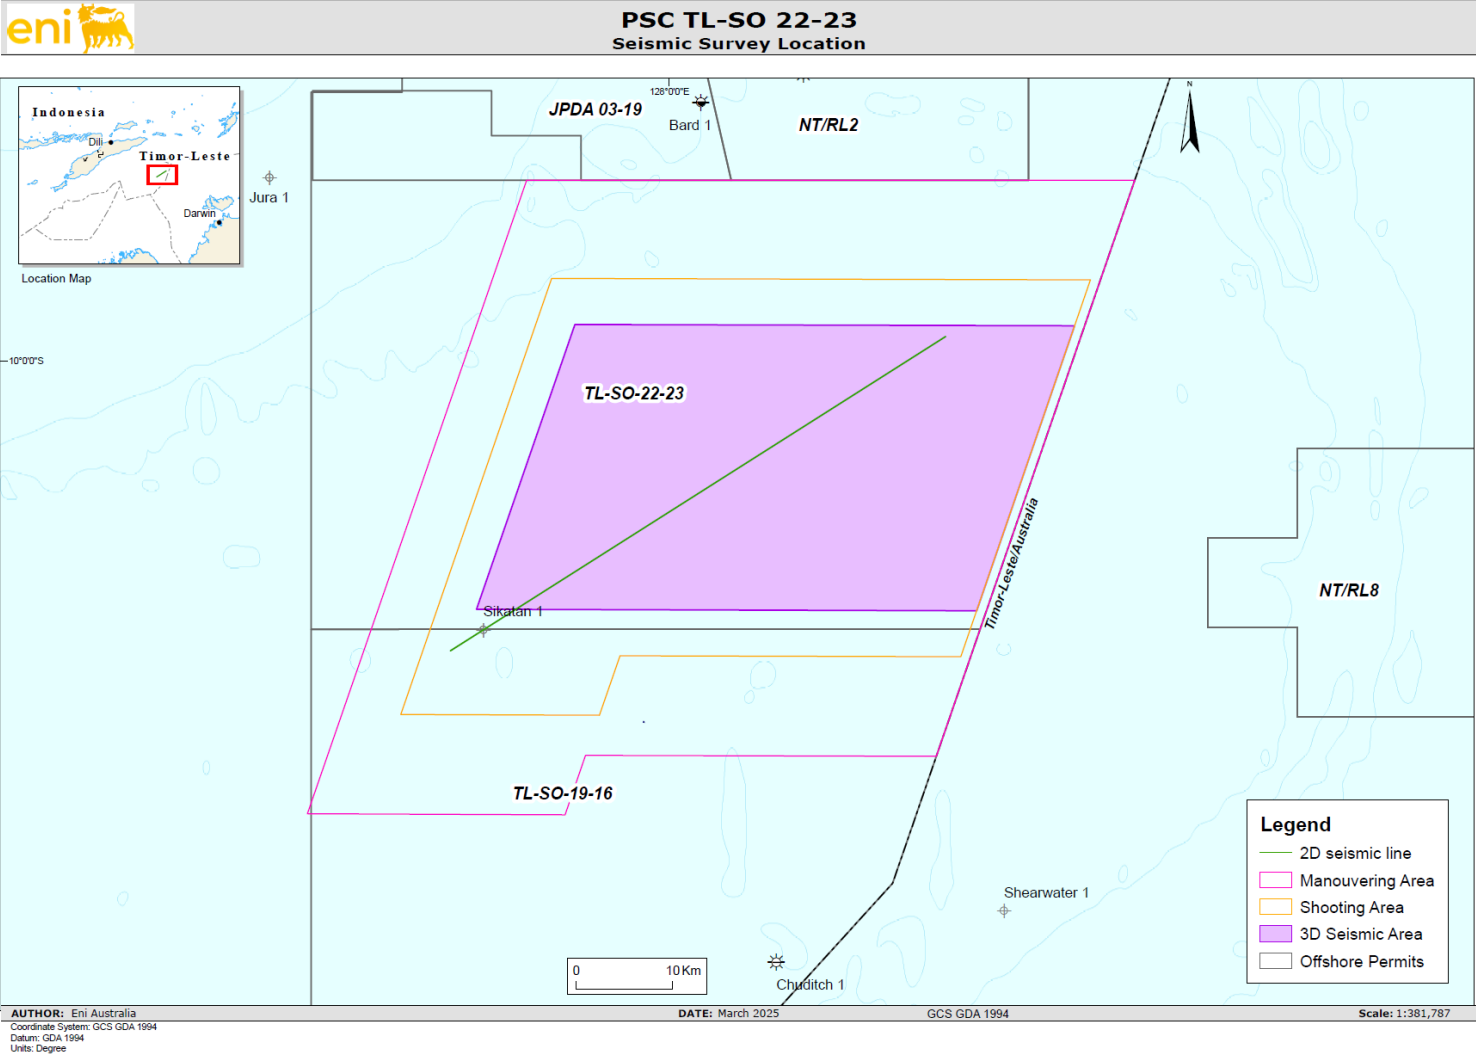 eni
PSC TL-SO 22-23
Seismic Survey Location
Indonesia
Dili
Timor-Leste
Darwin
Location Map
Jura 1
128°0'0"E
JPDA 03-19
Bard 1
NT/RL2
N
10°0'0"S
TL-SO-22-23
Timor-Leste/Australia
Sikatan 1
NT/RL8
TL-SO-19-16
Shearwater 1
Chuditch 1
0 10 Km
Legend
2D seismic line
Manouvering Area
Shooting Area
3D Seismic Area
Offshore Permits
AUTHOR: Eni Australia
DATE: March 2025
GCS GDA 1994
Scale: 1:381,787
Coordinate System: GCS GDA 1994
Datum: GDA 1994
Units: Degree